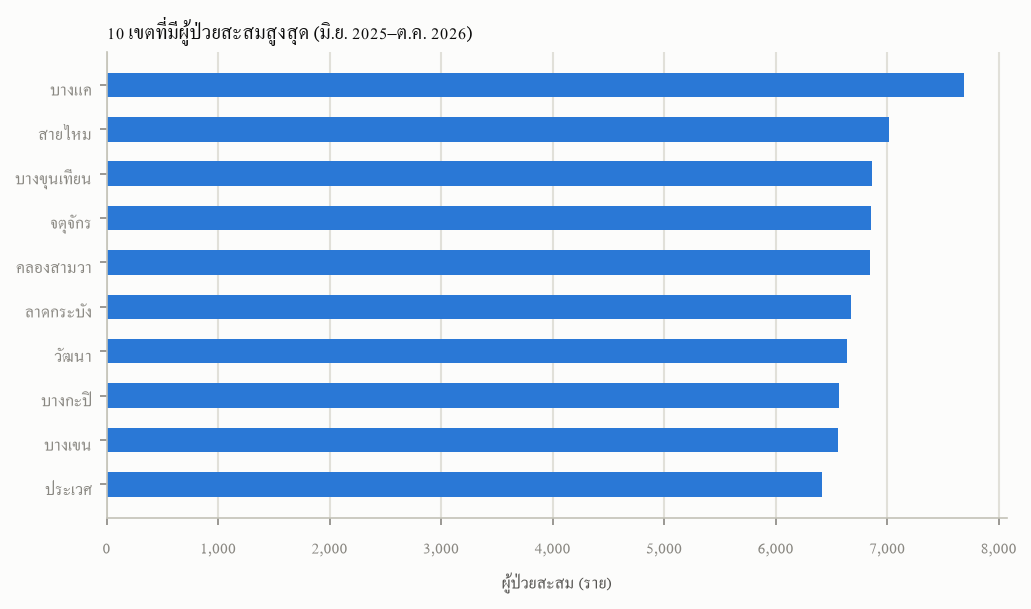 10 เขตที่มีผู้ป่วยสะสมสูงสุด (มิ.ย. 2025–ต.ค. 2026)
บางแค
สายไหม
บางขุนเทียน
จตุจักร
คลองสามวา
ลาดกระบัง
วัฒนา
บางกะปิ
บางเขน
ประเวศ
0 1,000 2,000 3,000 4,000 5,000 6,000 7,000 8,000
ผู้ป่วยสะสม (ราย)